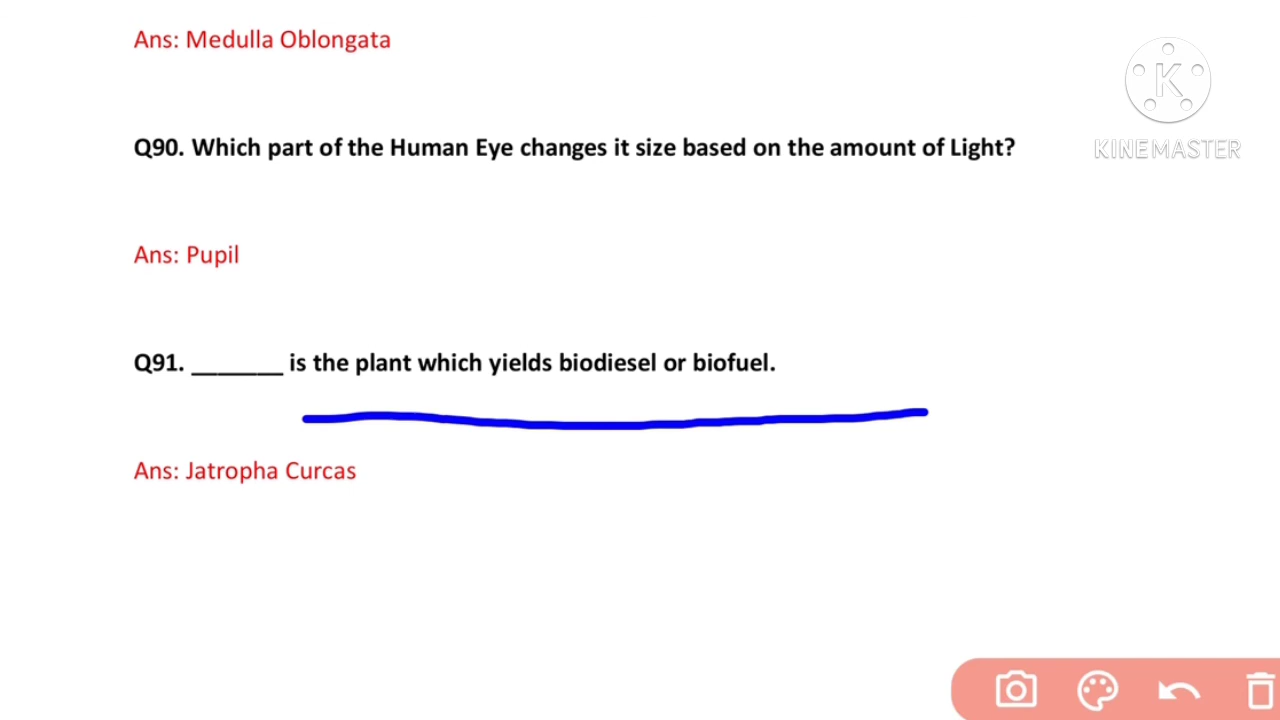 Ans: Medulla Oblongata
K
KINEMASTER
Q90. Which part of the Human Eye changes it size based on the amount of Light?
Ans: Pupil
Q91. _______ is the plant which yields biodiesel or biofuel.
Ans: Jatropha Curcas